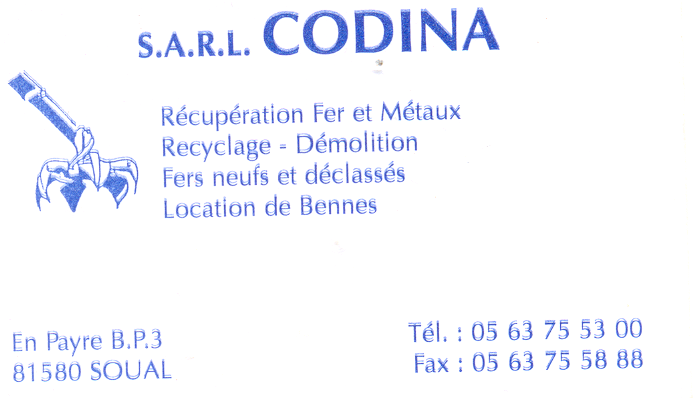 S.A.R.L. CODINA
Récupération Fer et Métaux
Recyclage - Démolition
Fers neufs et déclassés
Location de Bennes
En Payre B.P.3
81580 SOUAL
Tél. : 05 63 75 53 00
Fax : 05 63 75 58 88